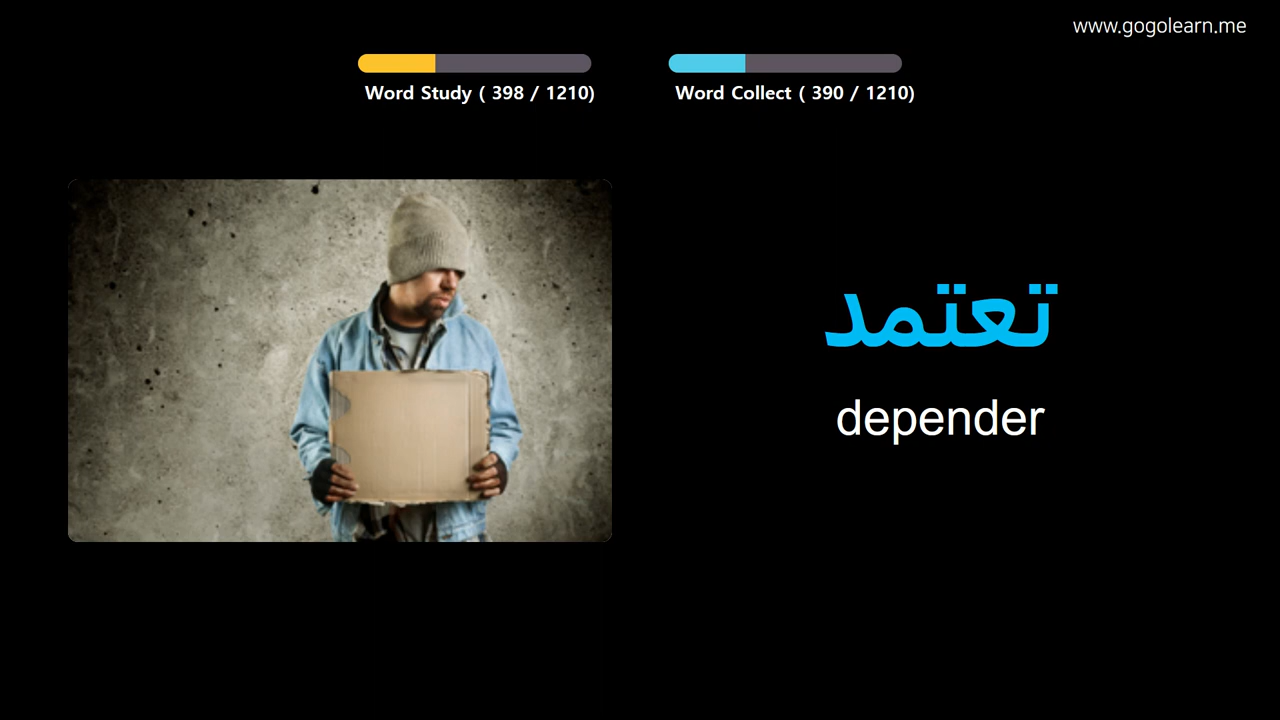 www.gogolearn.me
Word Study ( 398 / 1210)
Word Collect ( 390 / 1210)
تعتمد
depender